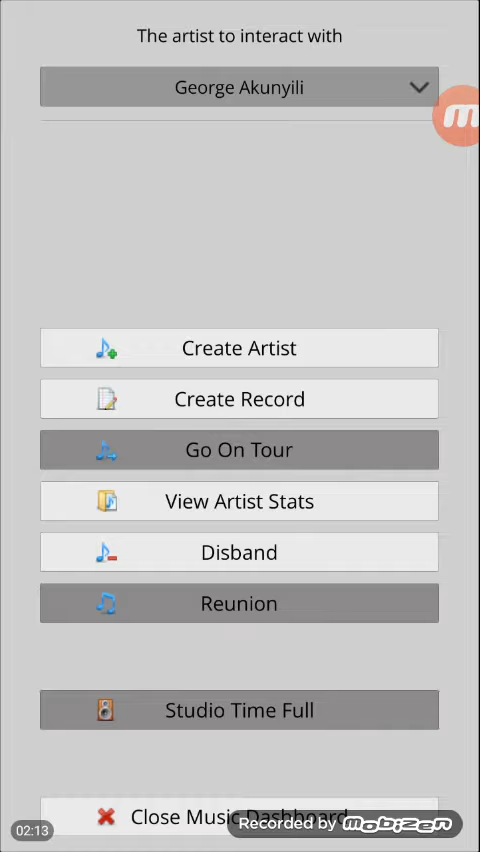 The artist to interact with
George Akunyili
Create Artist
Create Record
Go On Tour
View Artist Stats
Disband
Reunion
Studio Time Full
Close Music Dashboard
02:13
Recorded by mobizen